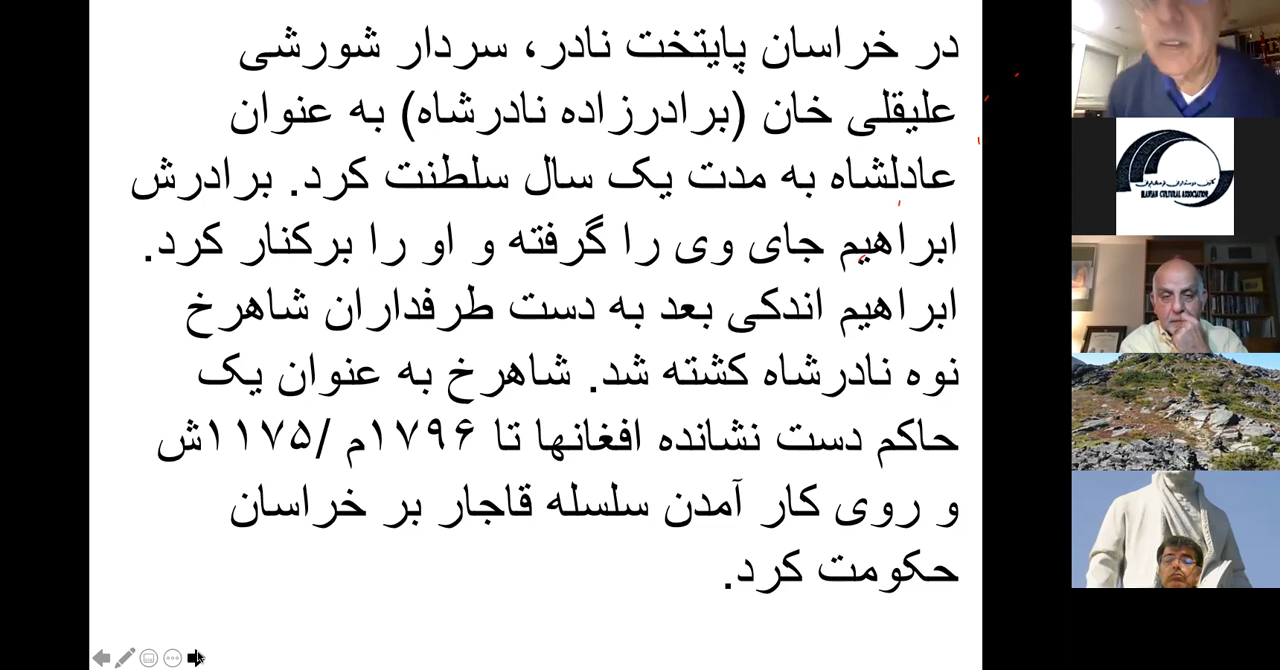 در خراسان پایتخت نادر، سردار شورشی
علیقلی خان (برادرزاده نادرشاه) به عنوان
عادلشاه به مدت یک سال سلطنت کرد. برادرش
ابراهیم جای وی را گرفته و او را برکنار کرد.
ابراهیم اندکی بعد به دست طرفداران شاهرخ
نوه نادرشاه کشته شد. شاهرخ به عنوان یک
حاکم دست نشانده افغانها تا ۱۷۹۶م /۱۱۷۵ش
و روی کار آمدن سلسله قاجار بر خراسان
حکومت کرد.
IRANIAN CULTURAL ASSOCIATION